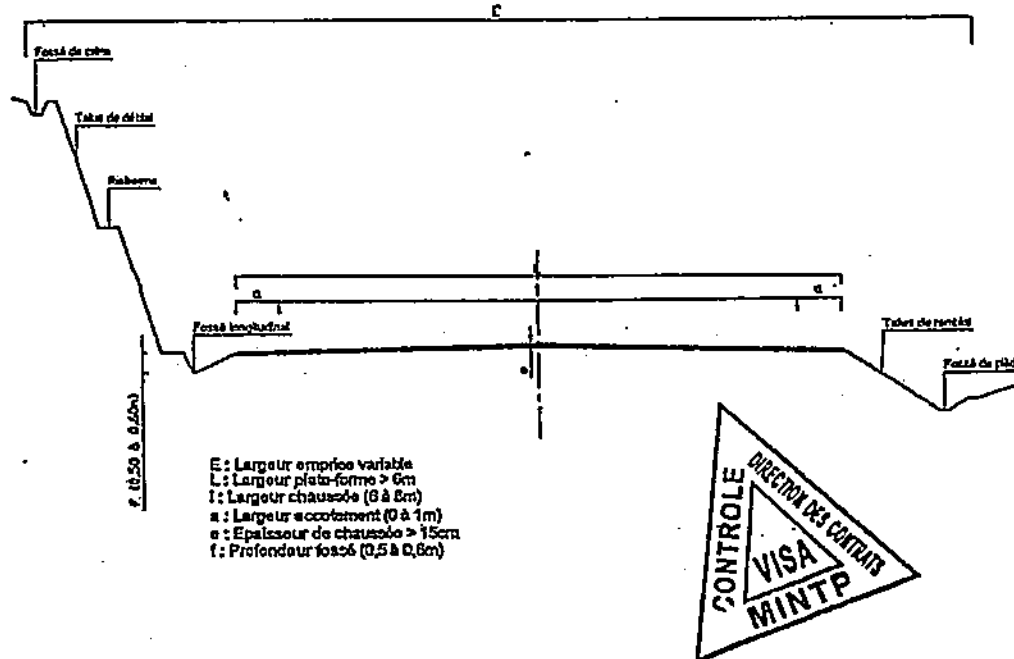 E
Fossé de crête
Talus de déblai
Risberme
a
a
Fossé longitudinal
Talus de remblai
Fossé de pied
e
f (0,50 à 0,60m)
E : Largeur emprise variable
L : Largeur plate-forme > 6m
l : Largeur chaussée (6 à 8m)
a : Largeur accotement (0 à 1m)
e : Epaisseur de chaussée > 15cm
f : Profondeur fossé (0,5 à 0,6m)
CONTROLE
DIRECTION DES CONTRATS
VISA
MINTP